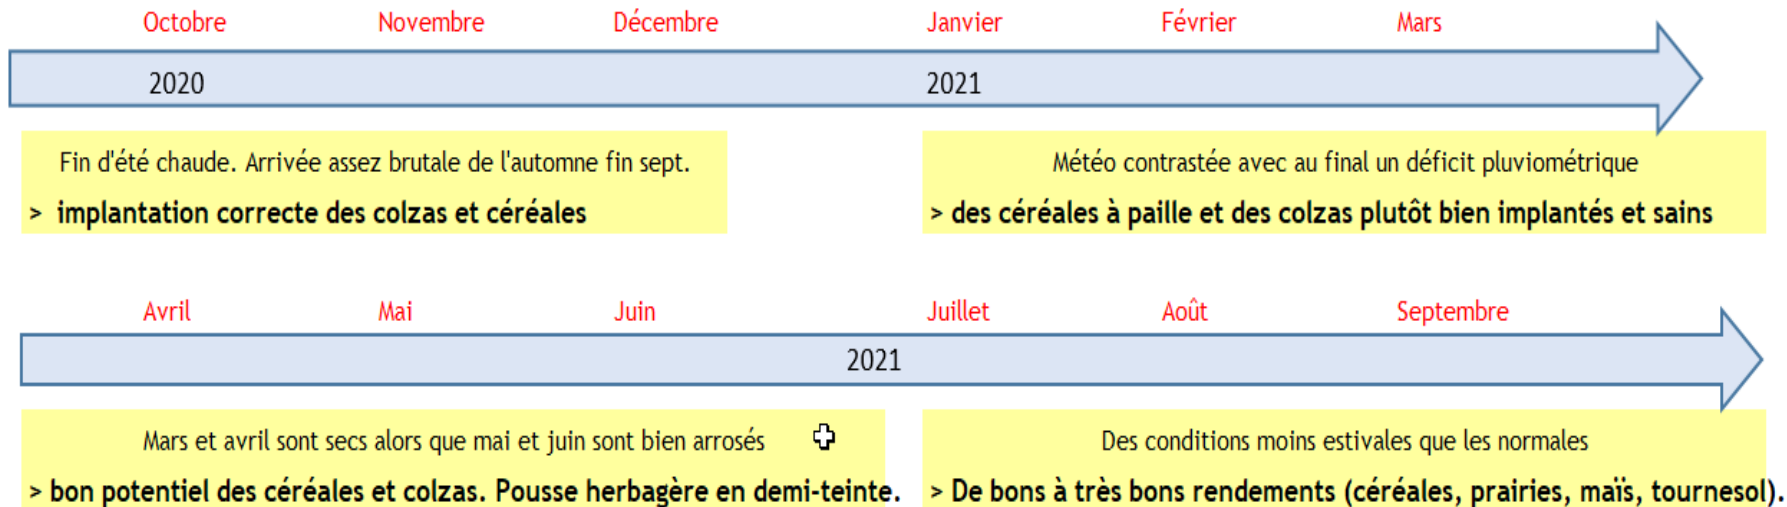 Octobre Novembre Décembre Janvier Février Mars
2020 2021
Fin d'été chaude. Arrivée assez brutale de l'automne fin sept.
> implantation correcte des colzas et céréales
Météo contrastée avec au final un déficit pluviométrique
> des céréales à paille et des colzas plutôt bien implantés et sains
Avril Mai Juin Juillet Août Septembre
2021
Mars et avril sont secs alors que mai et juin sont bien arrosés
> bon potentiel des céréales et colzas. Pousse herbagère en demi-teinte.
Des conditions moins estivales que les normales
> De bons à très bons rendements (céréales, prairies, maïs, tournesol).